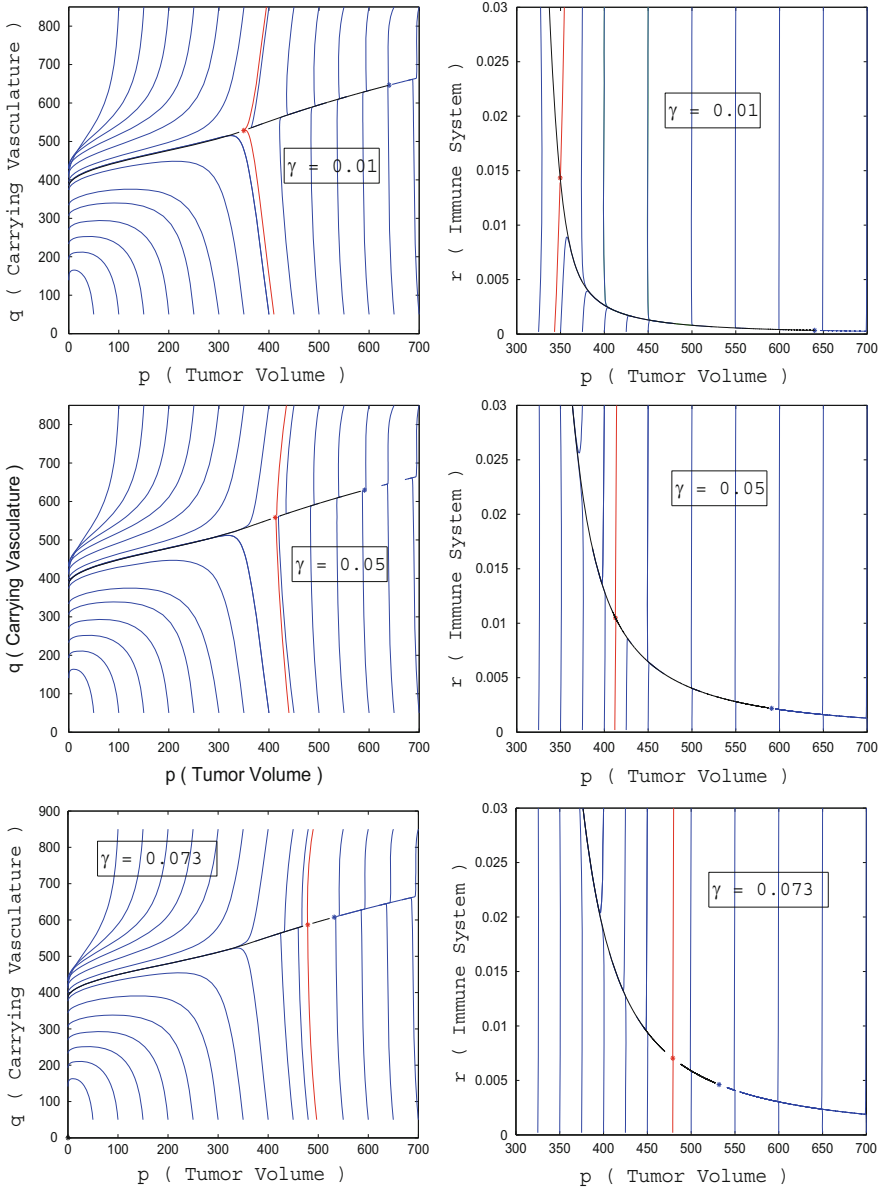 800
700
600
500
400
300
200
100
0
q ( Carrying Vasculature )
γ = 0.01
0 100 200 300 400 500 600 700
p ( Tumor Volume )
0.03
0.025
0.02
0.015
0.01
0.005
0
r ( Immune System )
γ = 0.01
300 350 400 450 500 550 600 650 700
p ( Tumor Volume )
800
700
600
500
400
300
200
100
0
q ( Carrying Vasculature )
γ = 0.05
0 100 200 300 400 500 600 700
p ( Tumor Volume )
0.03
0.025
0.02
0.015
0.01
0.005
0
r ( Immune System )
γ = 0.05
300 350 400 450 500 550 600 650 700
p ( Tumor Volume )
900
800
700
600
500
400
300
200
100
0
q ( Carrying Vasculature )
γ = 0.073
0 100 200 300 400 500 600 700
p ( Tumor Volume )
0.03
0.025
0.02
0.015
0.01
0.005
0
r ( Immune System )
γ = 0.073
300 350 400 450 500 550 600 650 700
p ( Tumor Volume )